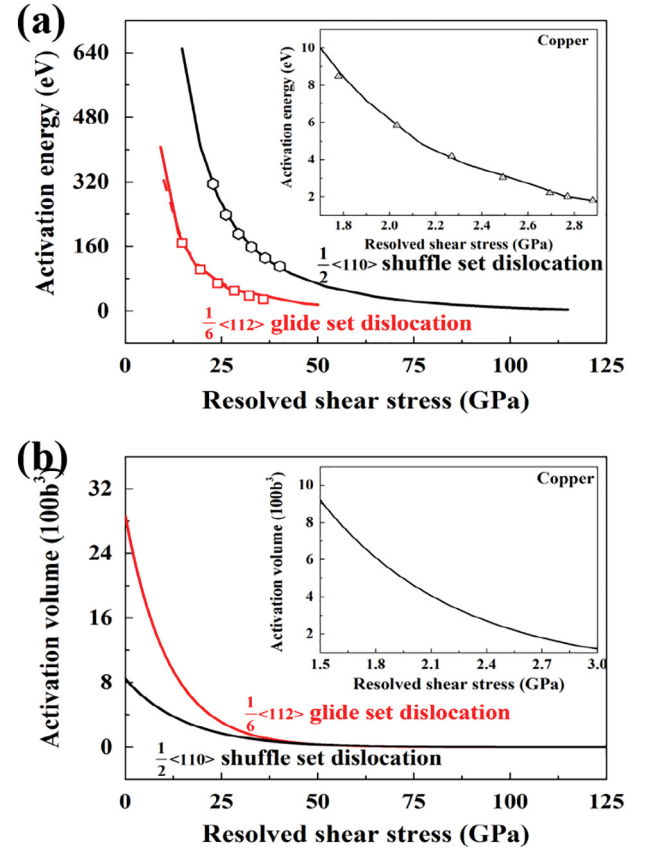 (a)
Activation energy (eV)
640
480
320
160
0
Copper
Activation energy (eV)
10
8
6
4
2
1.8 2.0 2.2 2.4 2.6 2.8
Resolved shear stress (GPa)
1/2<110> shuffle set dislocation
1/6<112> glide set dislocation
0 25 50 75 100 125
Resolved shear stress (GPa)
(b)
Activation volume (100b³)
36
24
16
8
0
Copper
Activation volume (100b³)
10
8
6
4
2
1.5 1.8 2.1 2.4 2.7 3.0
Resolved shear stress (GPa)
1/6<112> glide set dislocation
1/2<110> shuffle set dislocation
0 25 50 75 100 125
Resolved shear stress (GPa)